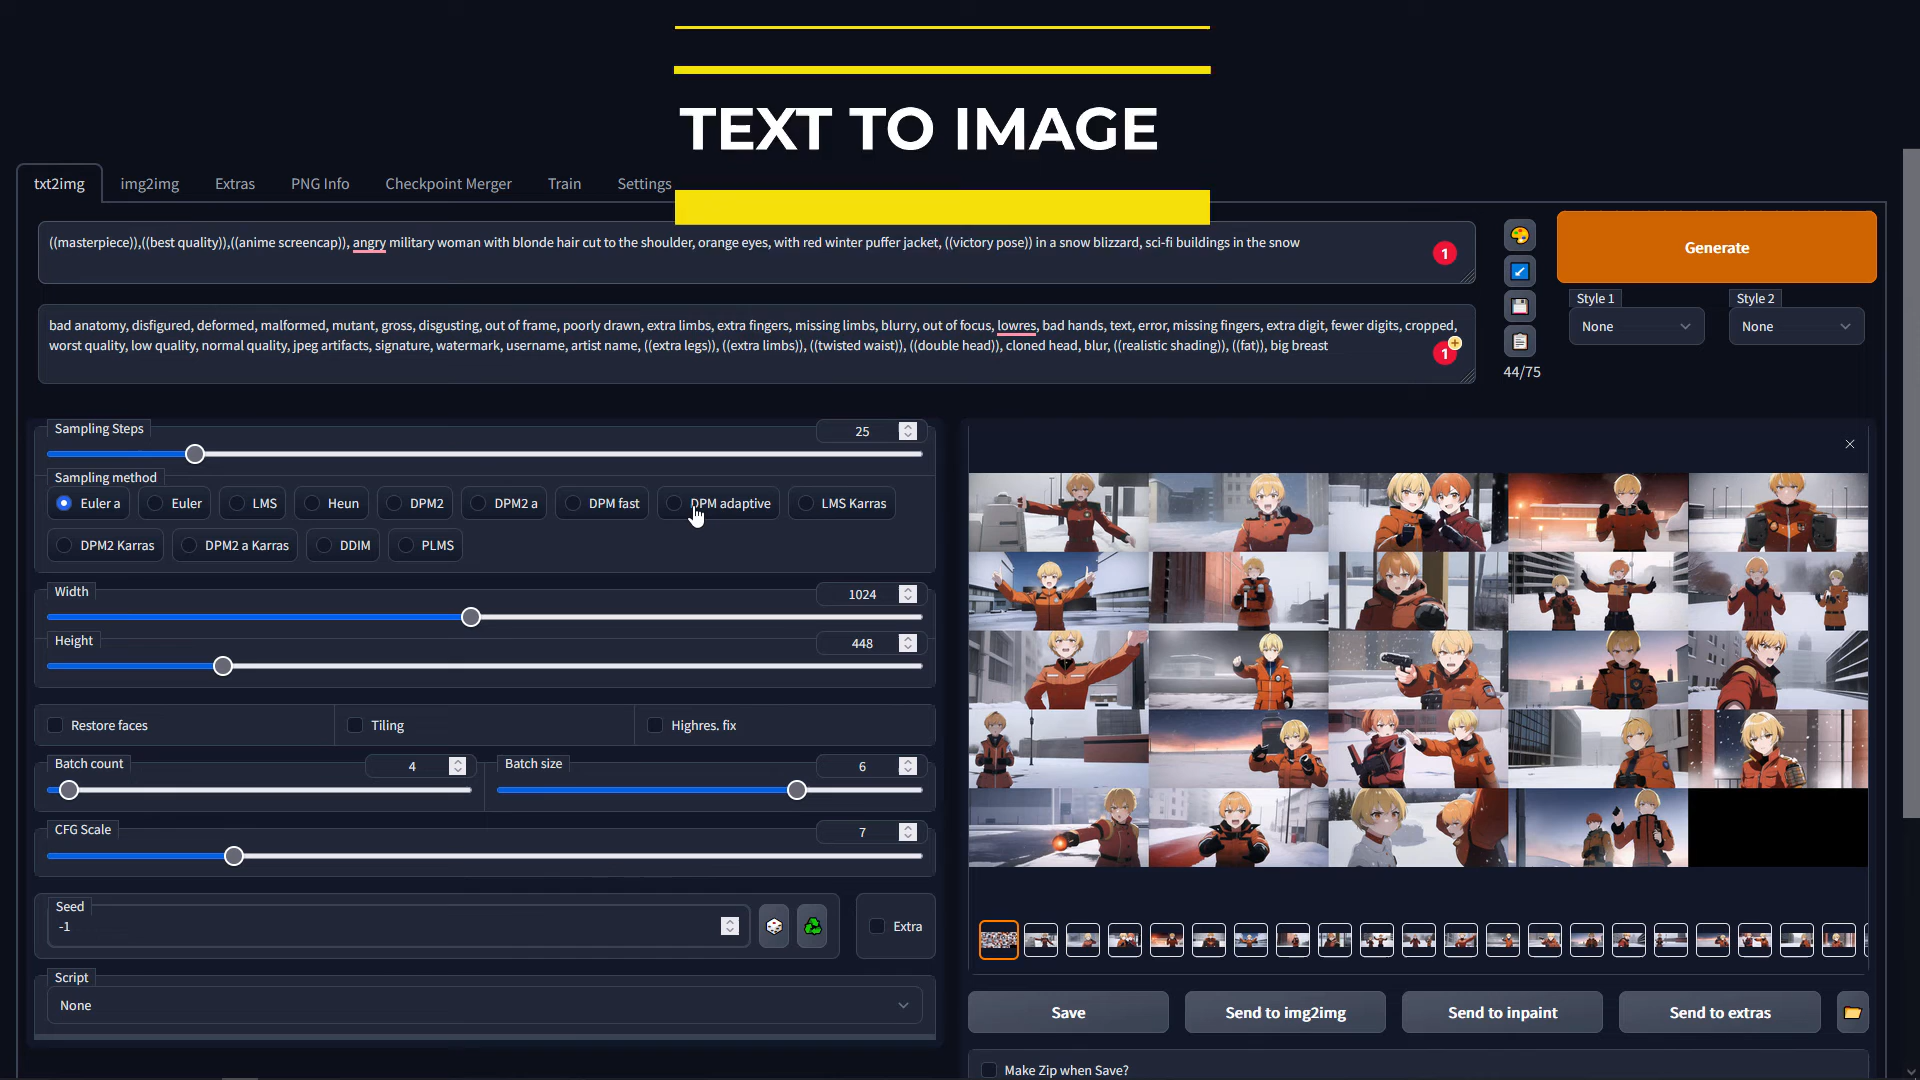 TEXT TO IMAGE
txt2img
img2img
Extras
PNG Info
Checkpoint Merger
Train
Settings
((masterpiece)),((best quality)),((anime screencap)), angry military woman with blonde hair cut to the shoulder, orange eyes, with red winter puffer jacket, ((victory pose)) in a snow blizzard, sci-fi buildings in the snow
1
Generate
Style 1
Style 2
None
None
bad anatomy, disfigured, deformed, malformed, mutant, gross, disgusting, out of frame, poorly drawn, extra limbs, extra fingers, missing limbs, blurry, out of focus, lowres, bad hands, text, error, missing fingers, extra digit, fewer digits, cropped,
worst quality, low quality, normal quality, jpeg artifacts, signature, watermark, username, artist name, ((extra legs)), ((extra limbs)), ((twisted waist)), ((double head)), cloned head, blur, ((realistic shading)), ((fat)), big breast
1
44/75
Sampling Steps
25
Sampling method
Euler a
Euler
LMS
Heun
DPM2
DPM2 a
DPM fast
DPM adaptive
LMS Karras
DPM2 Karras
DPM2 a Karras
DDIM
PLMS
Width
1024
Height
448
Restore faces
Tiling
Highres. fix
Batch count
4
Batch size
6
CFG Scale
7
Seed
-1
Extra
Script
None
Save
Send to img2img
Send to inpaint
Send to extras
Make Zip when Save?